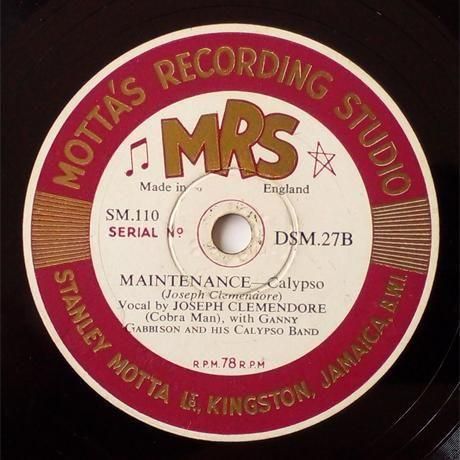 MOTTA'S RECORDING STUDIO
MRS
Made in England
SM.110
SERIAL No
DSM.27B
MAINTENANCE - Calypso
(Joseph Clemendore)
Vocal by JOSEPH CLEMENDORE
(Cobra Man), with GANNY
GABBISON AND HIS CALYPSO BAND
R.P.M. 78 R.P.M
STANLEY MOTTA LD., KINGSTON, JAMAICA B.W.I.